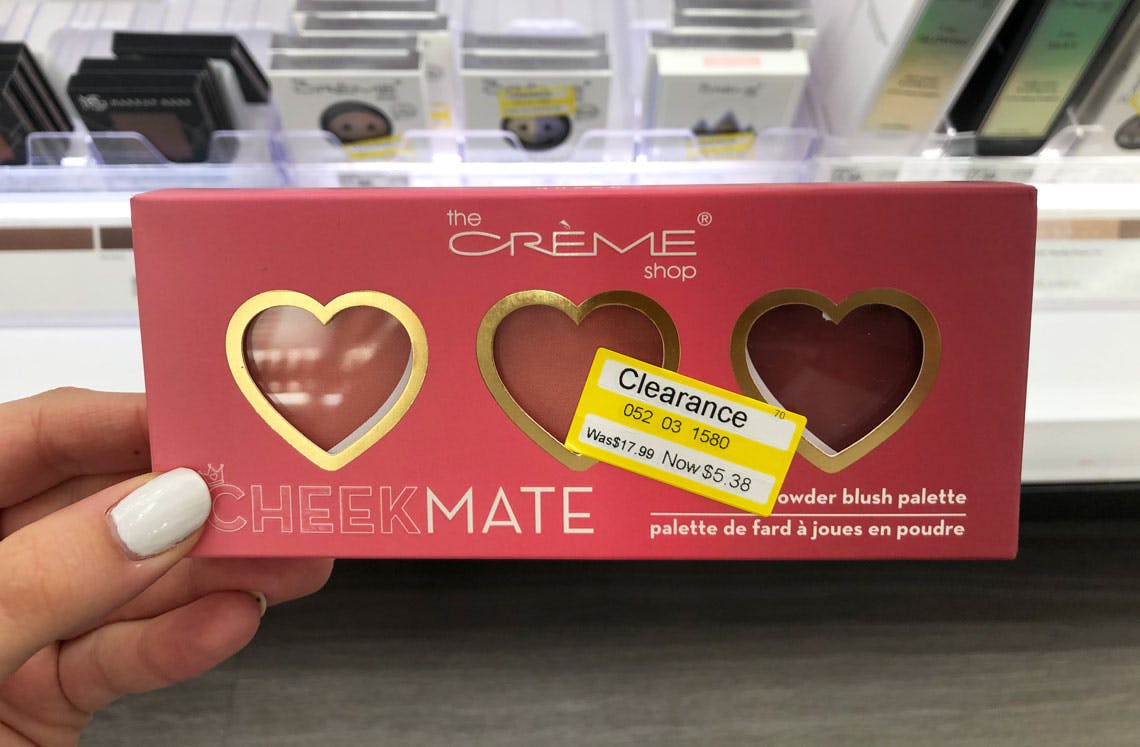 the
CRÈME®
shop
CHEEKMATE
owder blush palette
palette de fard à joues en poudre
Clearance
70
052 03 1580
Was$17.99 Now $5.38
CRÈME